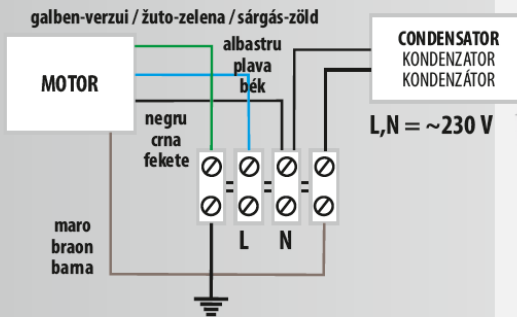 galben-verzui / žuto-zelena / sárgás-zöld
albastru
plava
bék
MOTOR
CONDENSATOR
KONDENZATOR
KONDENZÁTOR
L,N = ~230 V
negru
crna
fekete
L
N
maro
braon
barna